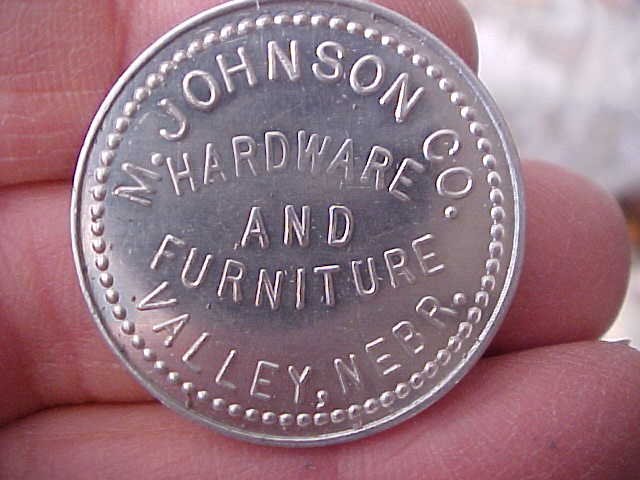 M. JOHNSON CO.
HARDWARE
AND
FURNITURE
VALLEY, NEBR.